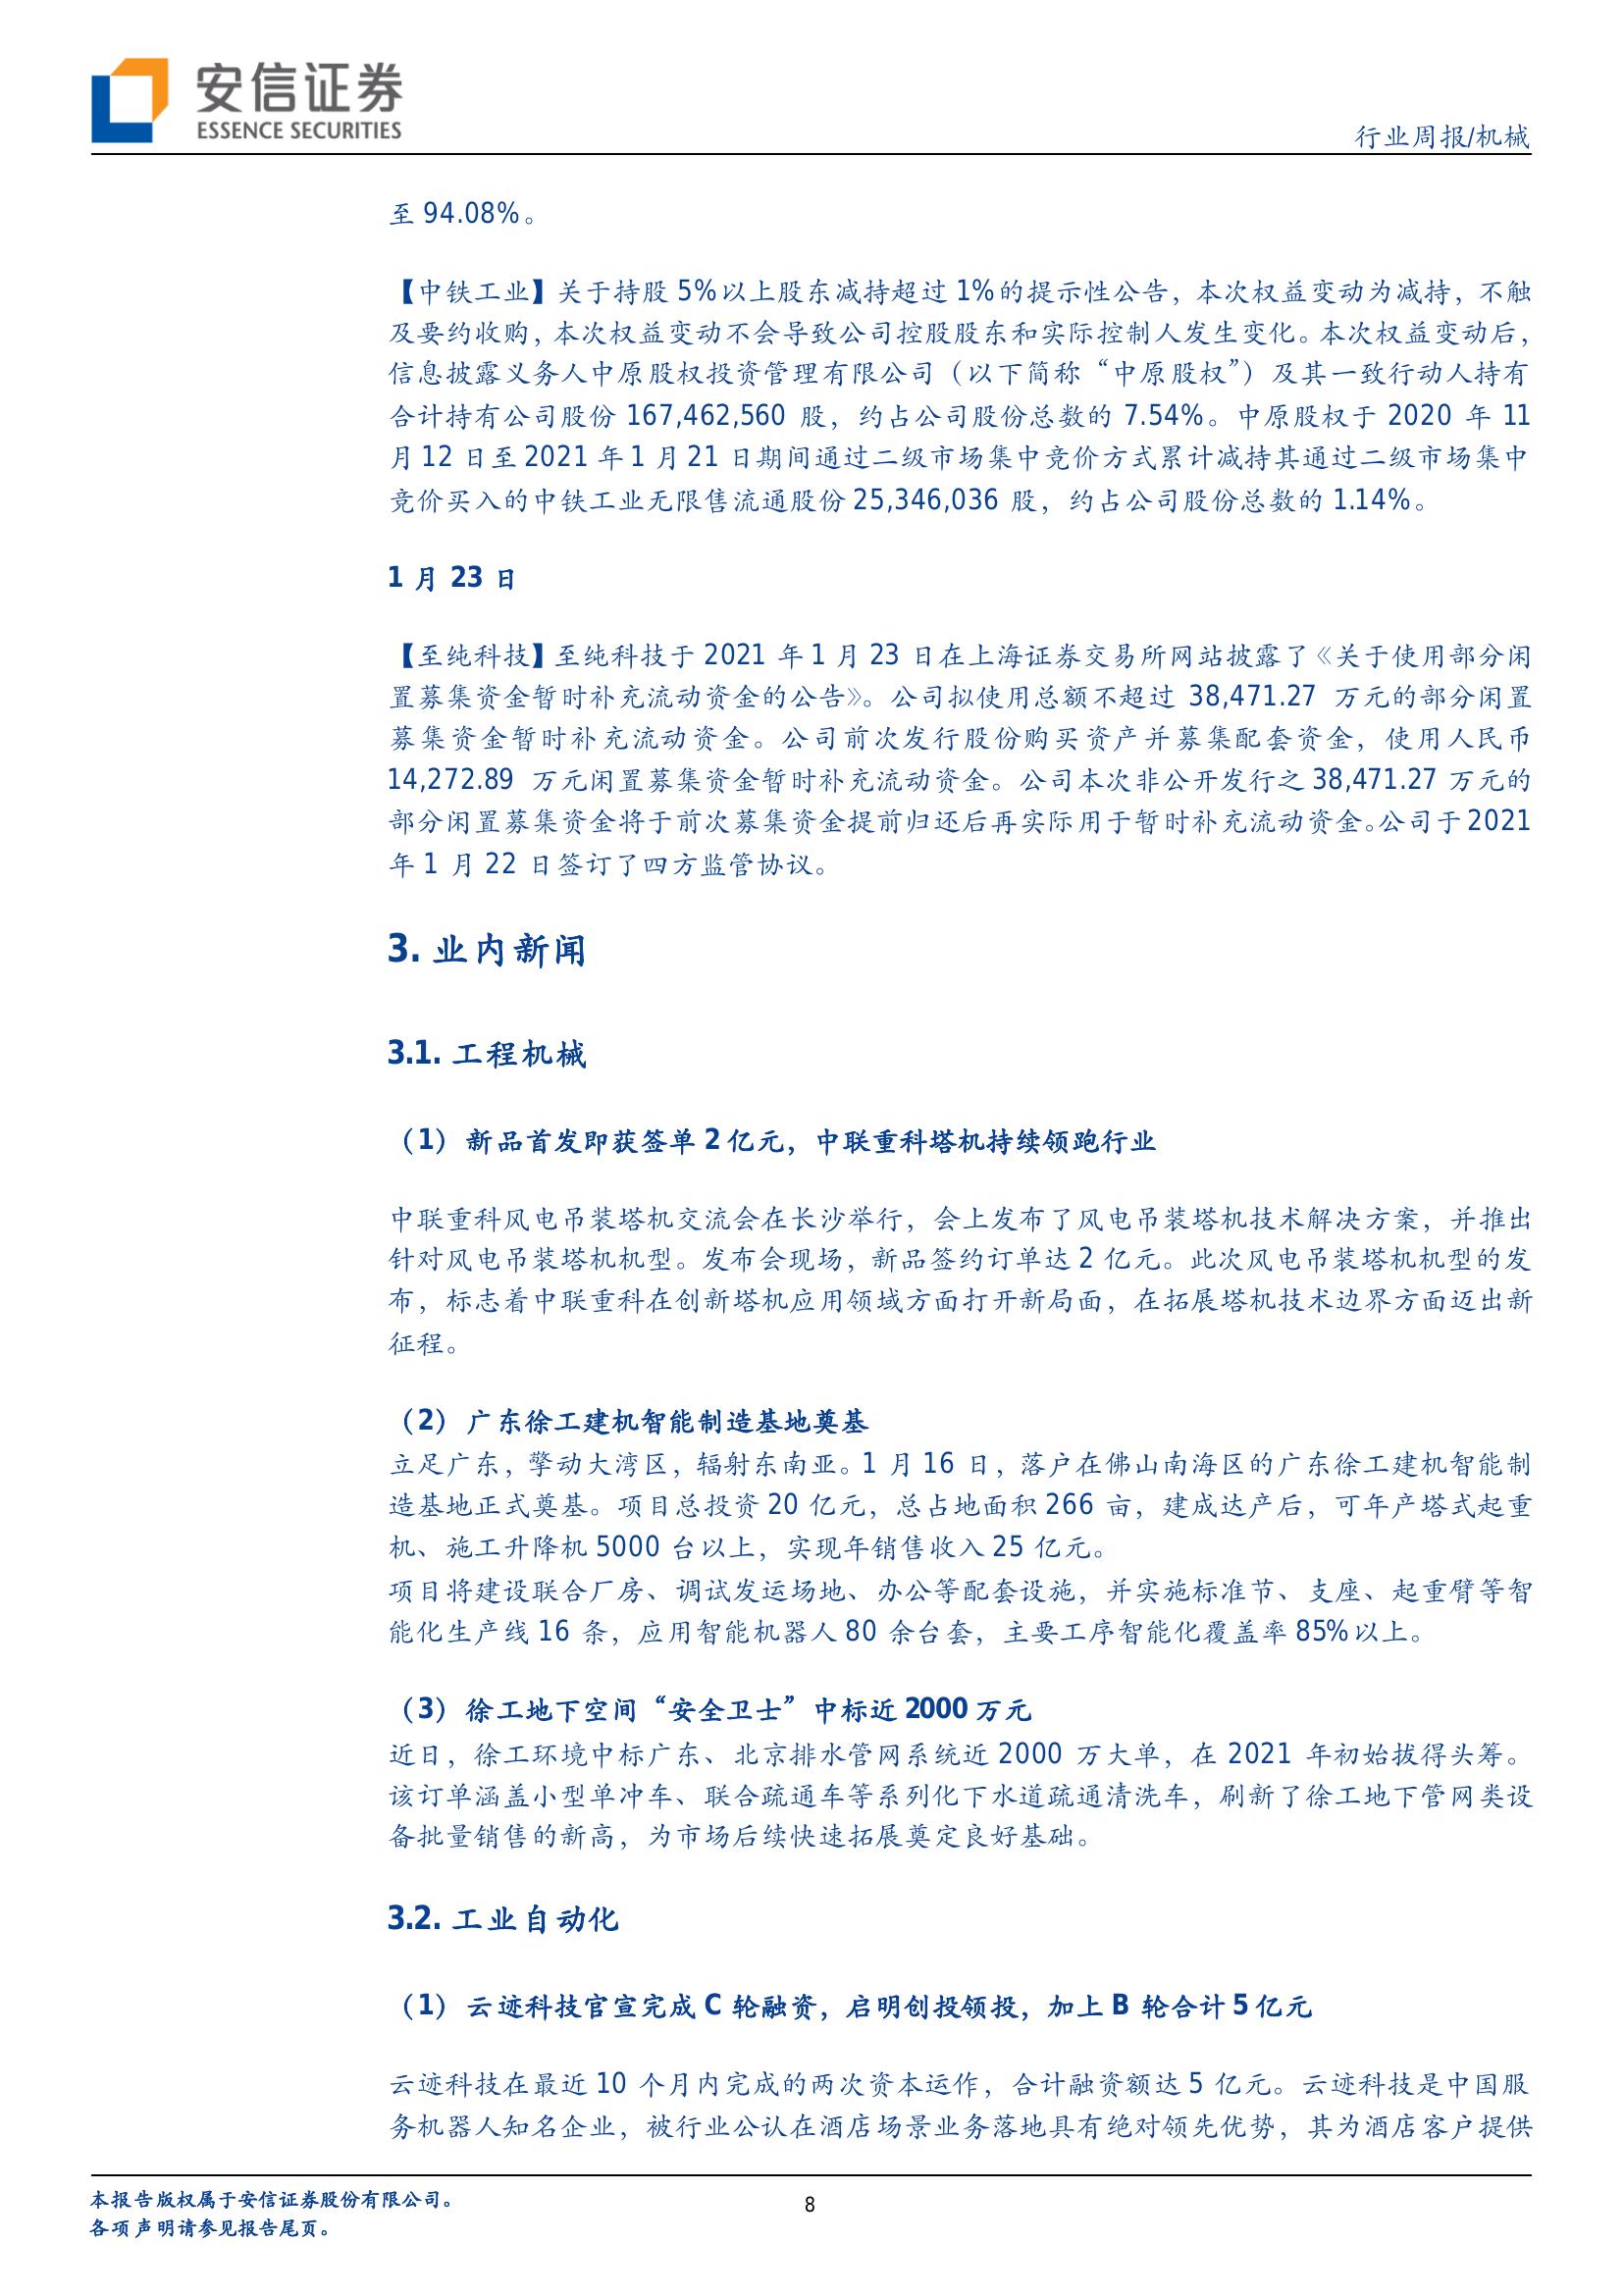 安信证券
ESSENCE SECURITIES
行业周报/机械
至 94.08%。
【中铁工业】关于持股 5%以上股东减持超过 1%的提示性公告，本次权益变动为减持，不触
及要约收购，本次权益变动不会导致公司控股股东和实际控制人发生变化。本次权益变动后，
信息披露义务人中原股权投资管理有限公司（以下简称“中原股权”）及其一致行动人持有
合计持有公司股份 167,462,560 股，约占公司股份总数的 7.54%。中原股权于 2020 年 11
月 12 日至 2021 年 1 月 21 日期间通过二级市场集中竞价方式累计减持其通过二级市场集中
竞价买入的中铁工业无限售流通股份 25,346,036 股，约占公司股份总数的 1.14%。
1 月 23 日
【至纯科技】至纯科技于 2021 年 1 月 23 日在上海证券交易所网站披露了《关于使用部分闲
置募集资金暂时补充流动资金的公告》。公司拟使用总额不超过 38,471.27 万元的部分闲置
募集资金暂时补充流动资金。公司前次发行股份购买资产并募集配套资金，使用人民币
14,272.89 万元闲置募集资金暂时补充流动资金。公司本次非公开发行之 38,471.27 万元的
部分闲置募集资金将于前次募集资金提前归还后再实际用于暂时补充流动资金。公司于 2021
年 1 月 22 日签订了四方监管协议。
3. 业内新闻
3.1. 工程机械
（1）新品首发即获签单 2 亿元，中联重科塔机持续领跑行业
中联重科风电吊装塔机交流会在长沙举行，会上发布了风电吊装塔机技术解决方案，并推出
针对风电吊装塔机机型。发布会现场，新品签约订单达 2 亿元。此次风电吊装塔机机型的发
布，标志着中联重科在创新塔机应用领域方面打开新局面，在拓展塔机技术边界方面迈出新
征程。
（2）广东徐工建机智能制造基地奠基
立足广东，擎动大湾区，辐射东南亚。1 月 16 日，落户在佛山南海区的广东徐工建机智能制
造基地正式奠基。项目总投资 20 亿元，总占地面积 266 亩，建成达产后，可年产塔式起重
机、施工升降机 5000 台以上，实现年销售收入 25 亿元。
项目将建设联合厂房、调试发运场地、办公等配套设施，并实施标准节、支座、起重臂等智
能化生产线 16 条，应用智能机器人 80 余台套，主要工序智能化覆盖率 85%以上。
（3）徐工地下空间“安全卫士”中标近 2000 万元
近日，徐工环境中标广东、北京排水管网系统近 2000 万大单，在 2021 年初始拔得头筹。
该订单涵盖小型单冲车、联合疏通车等系列化下水道疏通清洗车，刷新了徐工地下管网类设
备批量销售的新高，为市场后续快速拓展奠定良好基础。
3.2. 工业自动化
（1）云迹科技官宣完成 C 轮融资，启明创投领投，加上 B 轮合计 5 亿元
云迹科技在最近 10 个月内完成的两次资本运作，合计融资额达 5 亿元。云迹科技是中国服
务机器人知名企业，被行业公认在酒店场景业务落地具有绝对领先优势，其为酒店客户提供
本报告版权属于安信证券股份有限公司。
各项声明请参见报告尾页。
8